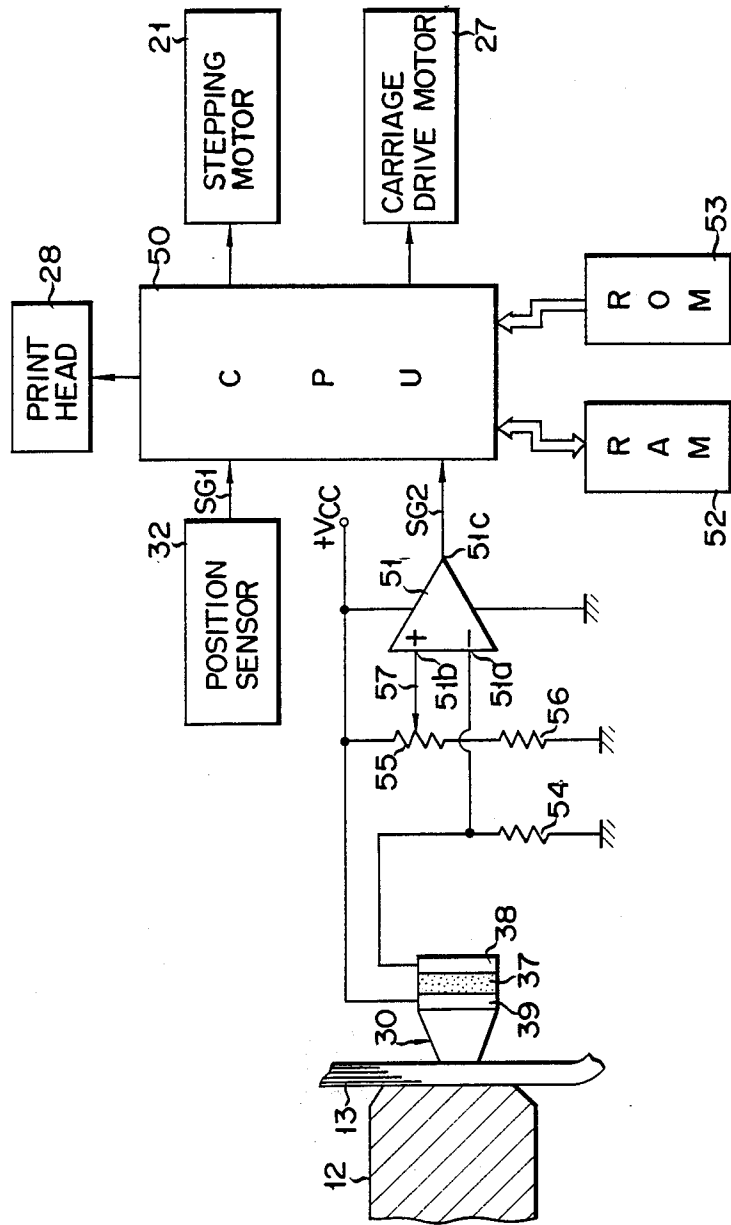 28
PRINT
HEAD
32
POSITION
SENSOR
SG1
50
C P U
21
STEPPING
MOTOR
27
CARRIAGE
DRIVE MOTOR
+VCC
SG2
51
51C
51b
51a
+
−
57
55
56
54
52
R A M
53
R O M
30
38
37
39
13
12